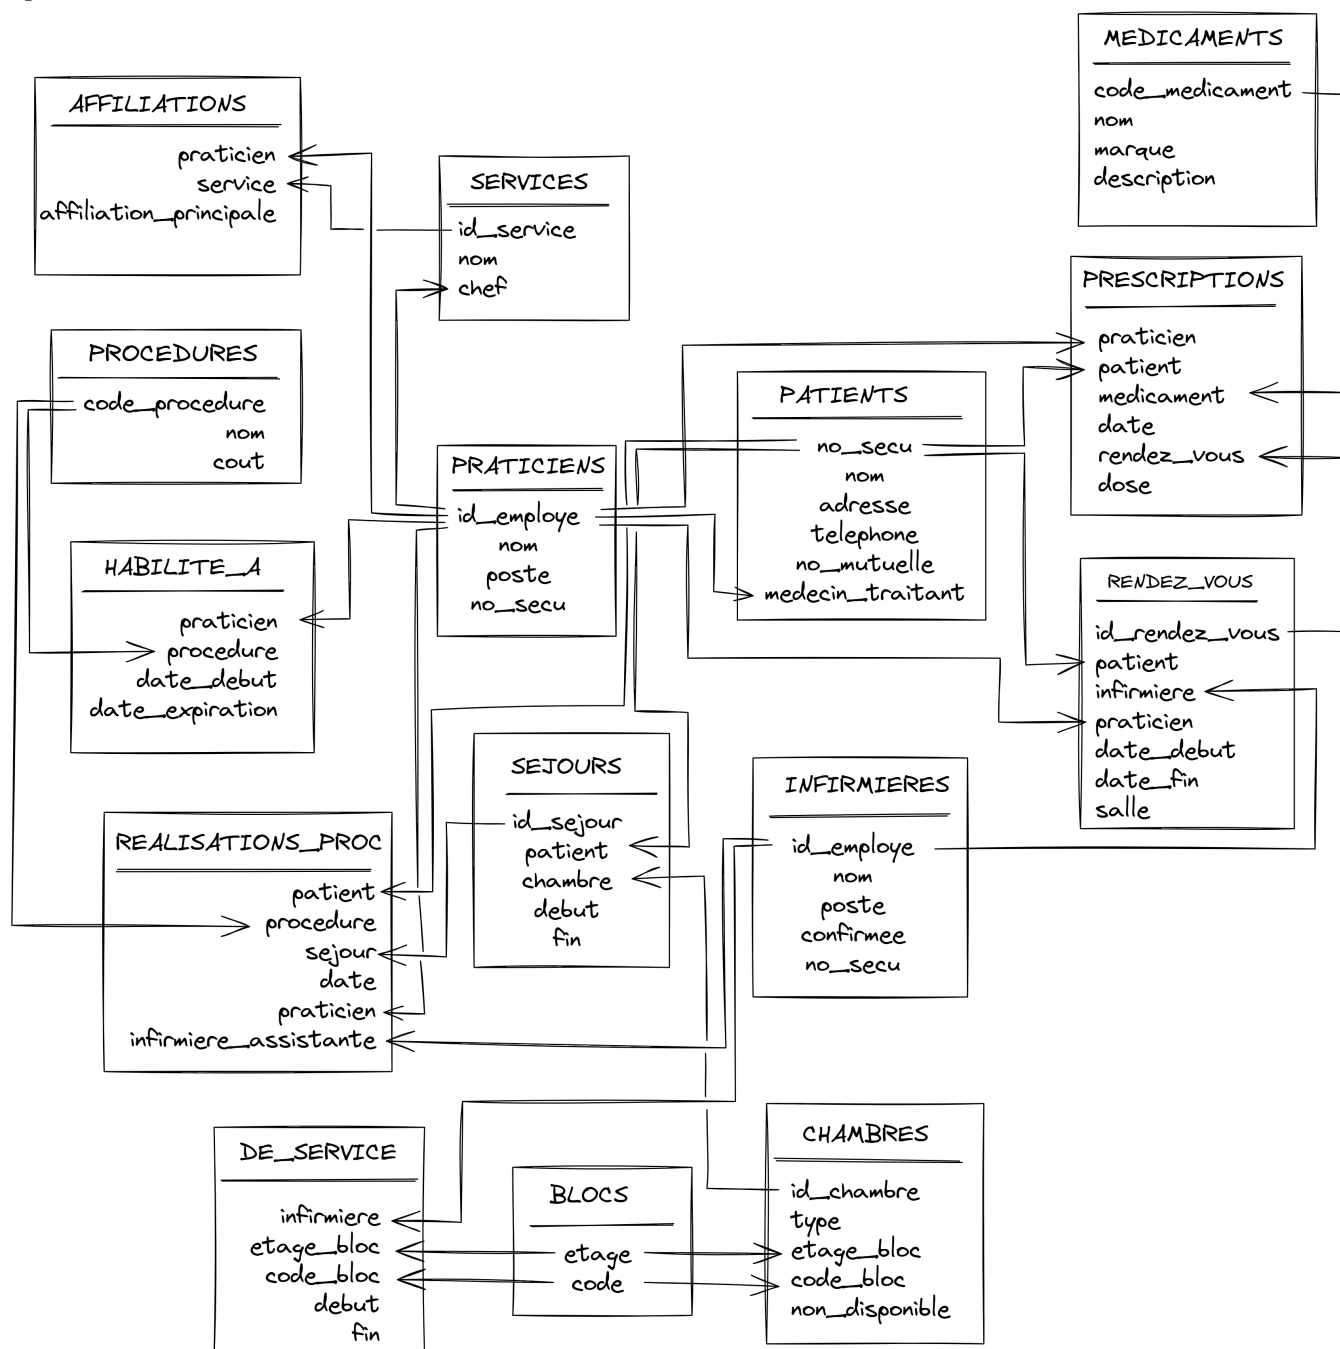 MEDICAMENTS
code_medicament
nom
marque
description
AFFILIATIONS
praticien
service
affiliation_principale
SERVICES
id_service
nom
chef
PRESCRIPTIONS
praticien
patient
medicament
date
rendez_vous
dose
PROCEDURES
code_procedure
nom
cout
PATIENTS
no_secu
nom
adresse
telephone
no_mutuelle
medecin_traitant
PRATICIENS
id_employe
nom
poste
no_secu
HABILITE_A
praticien
procedure
date_debut
date_expiration
RENDEZ_VOUS
id_rendez_vous
patient
infirmiere
praticien
date_debut
date_fin
salle
SEJOURS
id_sejour
patient
chambre
debut
fin
INFIRMIERES
id_employe
nom
poste
confirmee
no_secu
REALISATIONS_PROC
patient
procedure
sejour
date
praticien
infirmiere_assistante
DE_SERVICE
infirmiere
etage_bloc
code_bloc
debut
fin
BLOCS
etage
code
CHAMBRES
id_chambre
type
etage_bloc
code_bloc
non_disponible